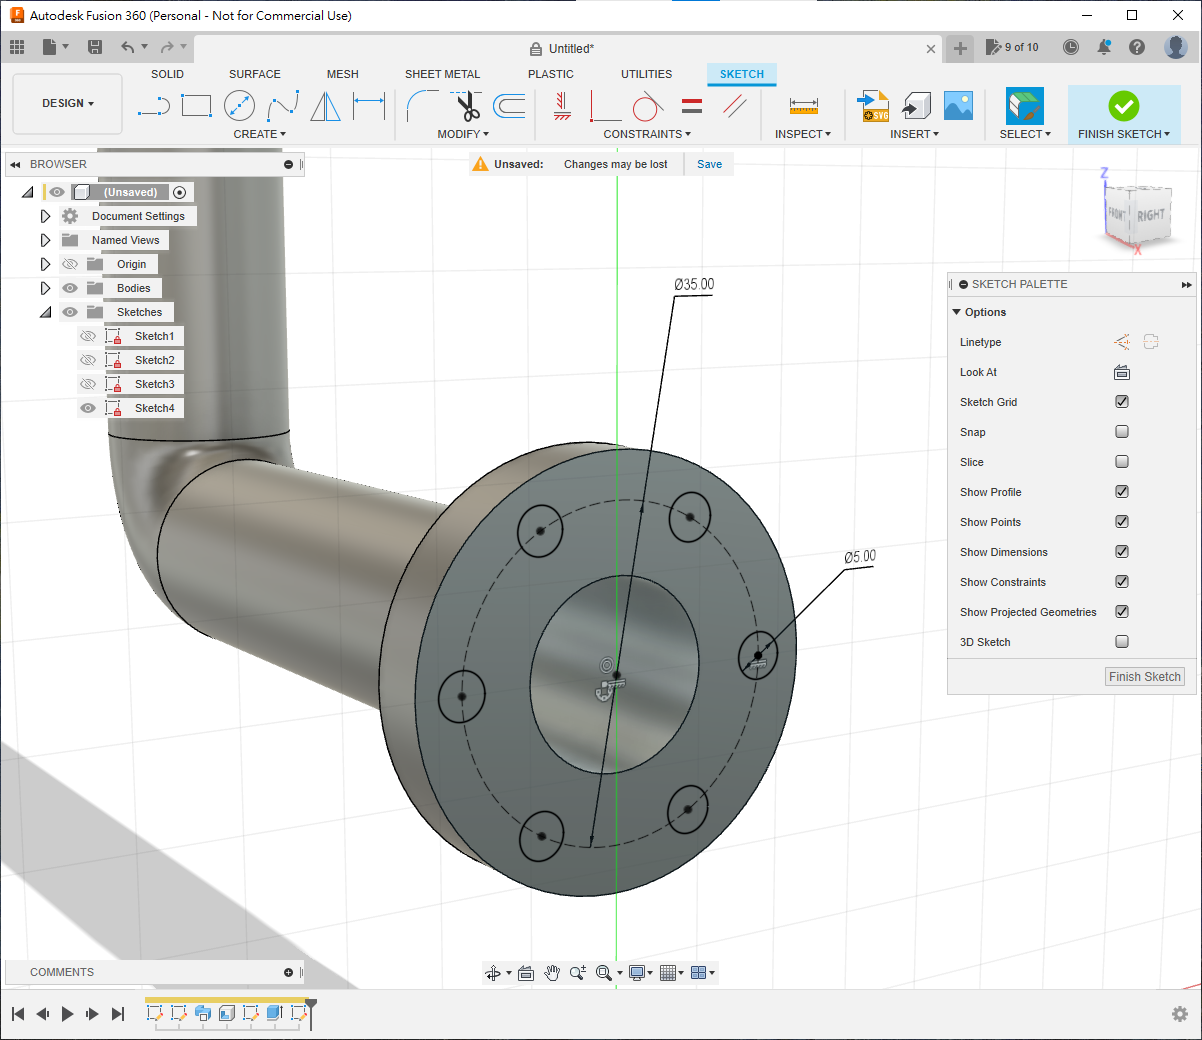 Autodesk Fusion 360 (Personal - Not for Commercial Use)
Untitled*
9 of 10
SOLID SURFACE MESH SHEET METAL PLASTIC UTILITIES SKETCH
DESIGN
CREATE MODIFY CONSTRAINTS INSPECT INSERT SELECT FINISH SKETCH
SVG
BROWSER
Unsaved: Changes may be lost Save
(Unsaved)
Document Settings
Named Views
Origin
Bodies
Sketches
Sketch1
Sketch2
Sketch3
Sketch4
Z
FRONT RIGHT
X
Ø35.00
Ø5.00
SKETCH PALETTE
Options
Linetype
Look At
Sketch Grid
Snap
Slice
Show Profile
Show Points
Show Dimensions
Show Constraints
Show Projected Geometries
3D Sketch
Finish Sketch
COMMENTS